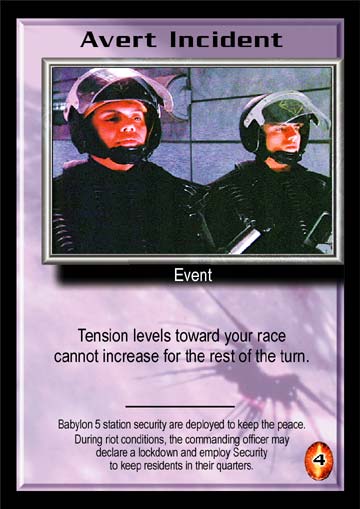 Avert Incident
Event
Tension levels toward your race
cannot increase for the rest of the turn.
Babylon 5 station security are deployed to keep the peace.
During riot conditions, the commanding officer may
declare a lockdown and employ Security
to keep residents in their quarters.
4